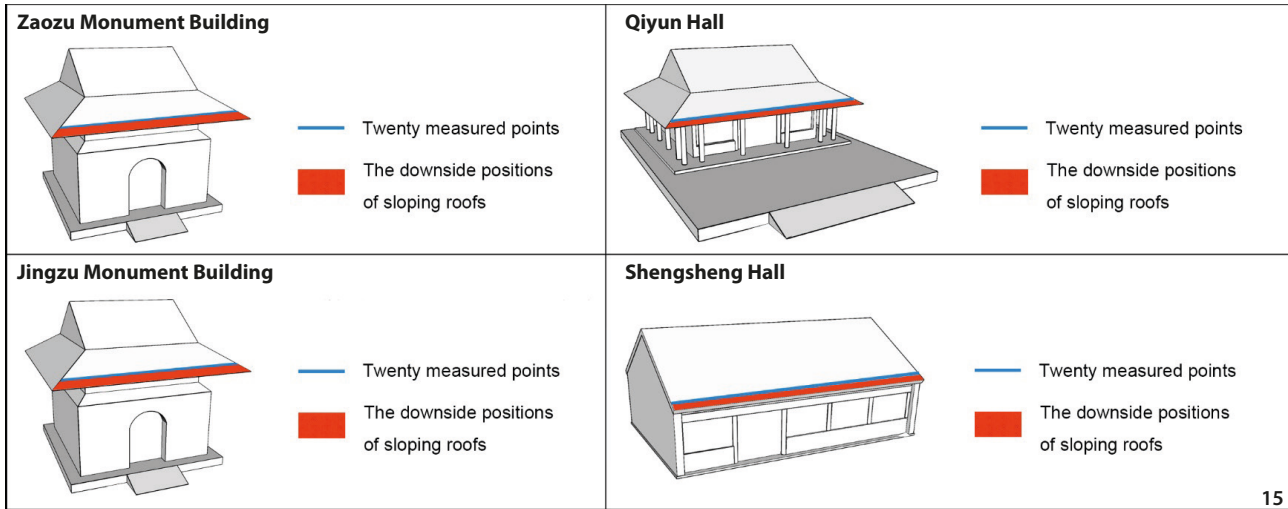 Zaozu Monument Building
Twenty measured points
The downside positions
of sloping roofs
Qiyun Hall
Twenty measured points
The downside positions
of sloping roofs
Jingzu Monument Building
Twenty measured points
The downside positions
of sloping roofs
Shengsheng Hall
Twenty measured points
The downside positions
of sloping roofs
15